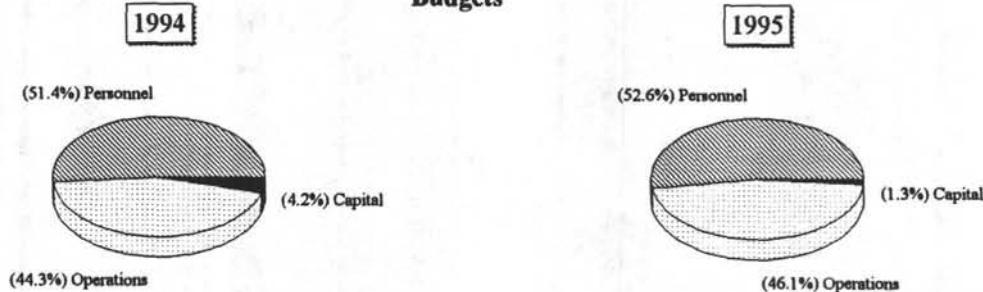 Budgets
1994
1995
(51.4%) Personnel
(52.6%) Personnel
(4.2%) Capital
(1.3%) Capital
(44.3%) Operations
(46.1%) Operations